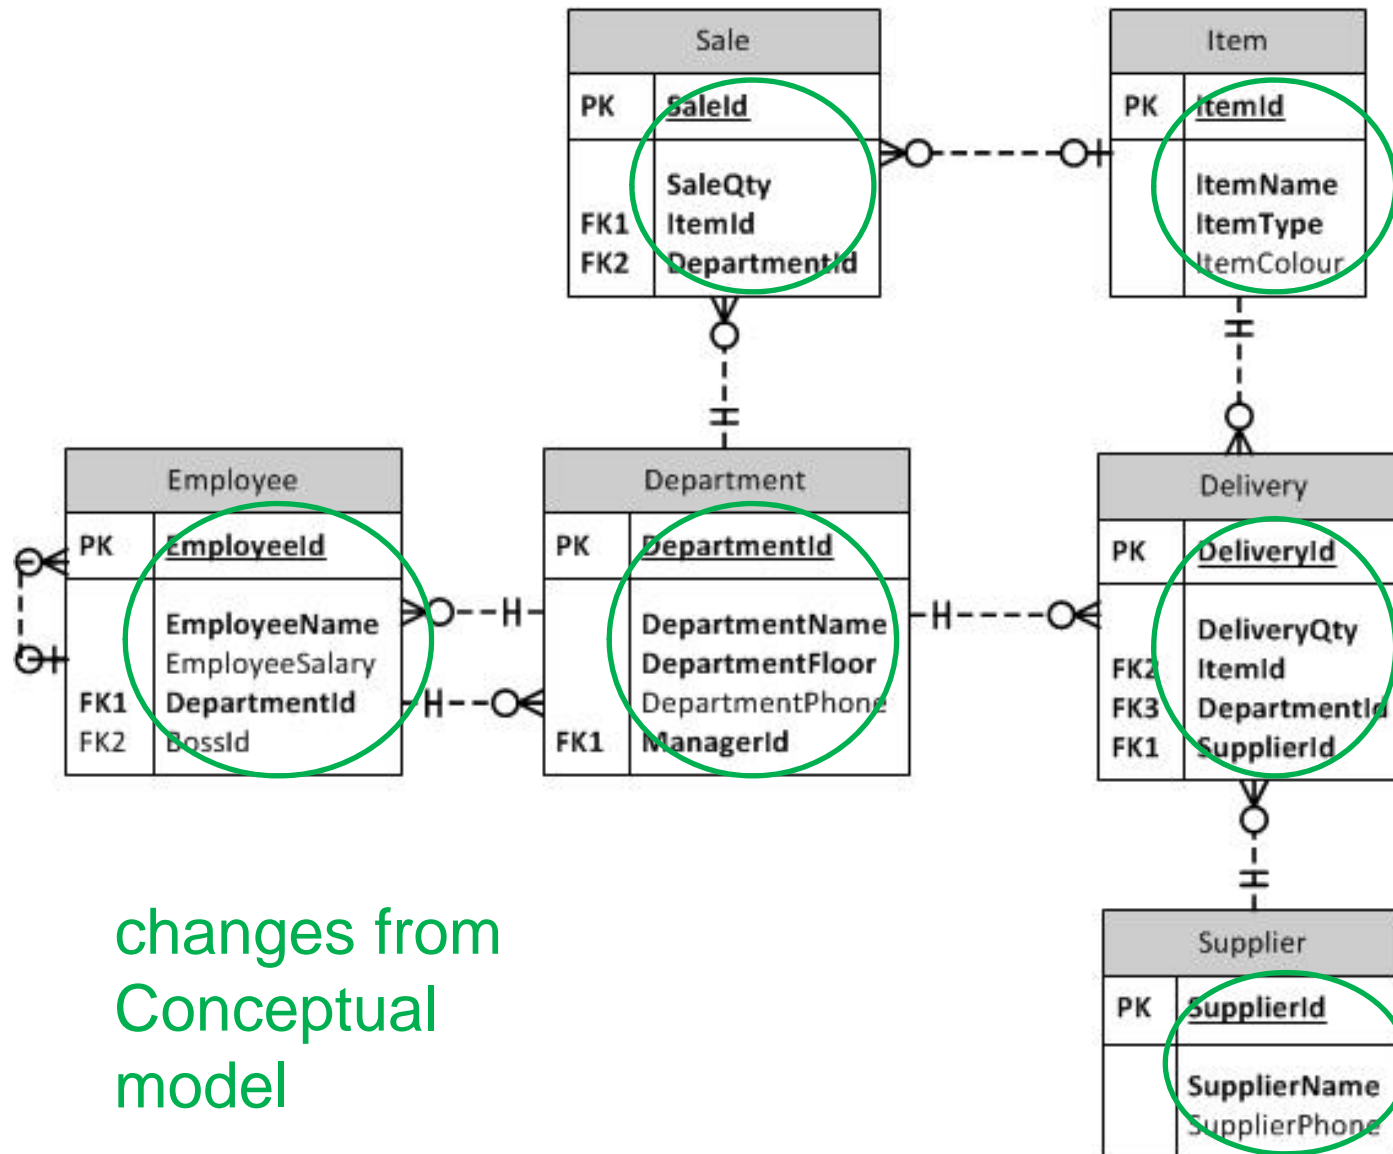 Sale
PK SaleId
SaleQty
FK1 ItemId
FK2 DepartmentId
Item
PK ItemId
ItemName
ItemType
ItemColour
Employee
PK EmployeeId
EmployeeName
EmployeeSalary
FK1 DepartmentId
FK2 BossId
Department
PK DepartmentId
DepartmentName
DepartmentFloor
DepartmentPhone
FK1 ManagerId
Delivery
PK DeliveryId
DeliveryQty
FK2 ItemId
FK3 DepartmentId
FK1 SupplierId
Supplier
PK SupplierId
SupplierName
SupplierPhone
changes from
Conceptual
model